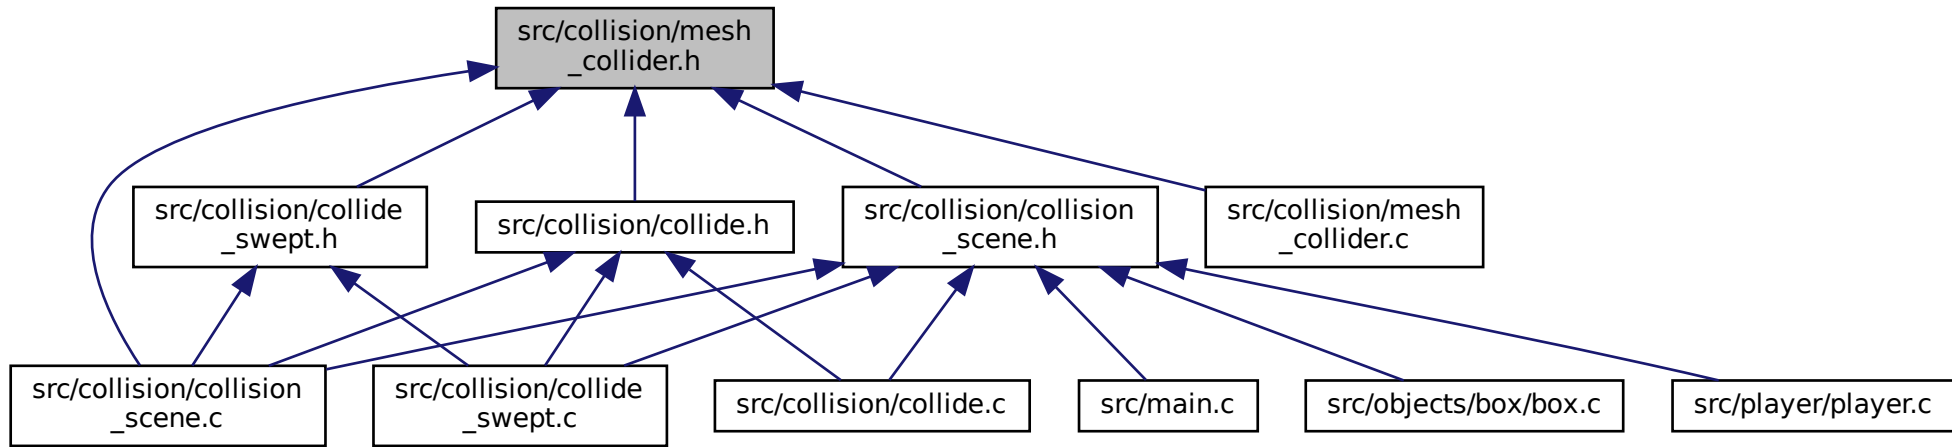 src/collision/mesh
_collider.h
src/collision/collide
_swept.h
src/collision/collide.h
src/collision/collision
_scene.h
src/collision/mesh
_collider.c
src/collision/collision
_scene.c
src/collision/collide
_swept.c
src/collision/collide.c
src/main.c
src/objects/box/box.c
src/player/player.c